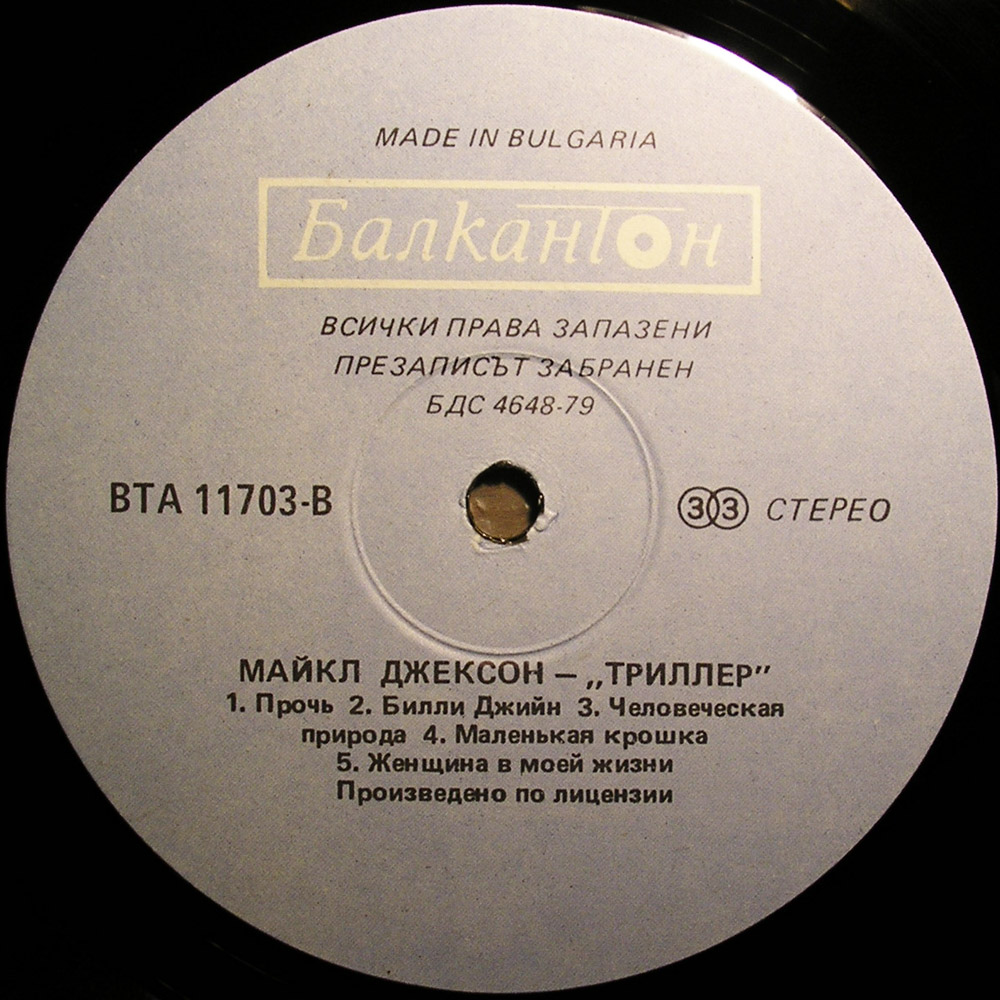 MADE IN BULGARIA
Балкантон
ВСИЧКИ ПРАВА ЗАПАЗЕНИ
ПРЕЗАПИСЪТ ЗАБРАНЕН
БДС 4648-79
ВТА 11703-В
33 СТЕРЕО
МАЙКЛ ДЖЕКСОН – „ТРИЛЛЕР”
1. Прочь 2. Билли Джийн 3. Человеческая
природа 4. Маленькая крошка
5. Женщина в моей жизни
Произведено по лицензии